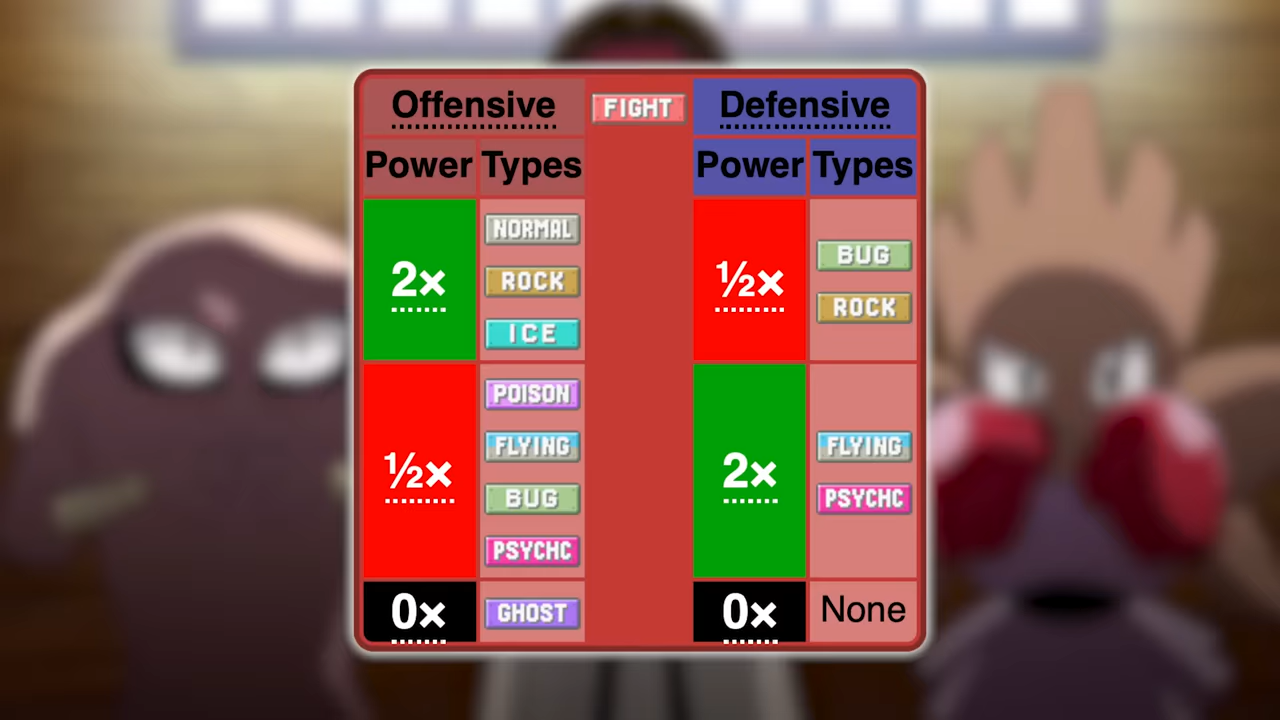 Offensive FIGHT Defensive
Power Types Power Types
2× NORMAL ½× BUG
ROCK ROCK
ICE
½× POISON 2× FLYING
FLYING PSYCHC
BUG
PSYCHC
0× GHOST 0× None